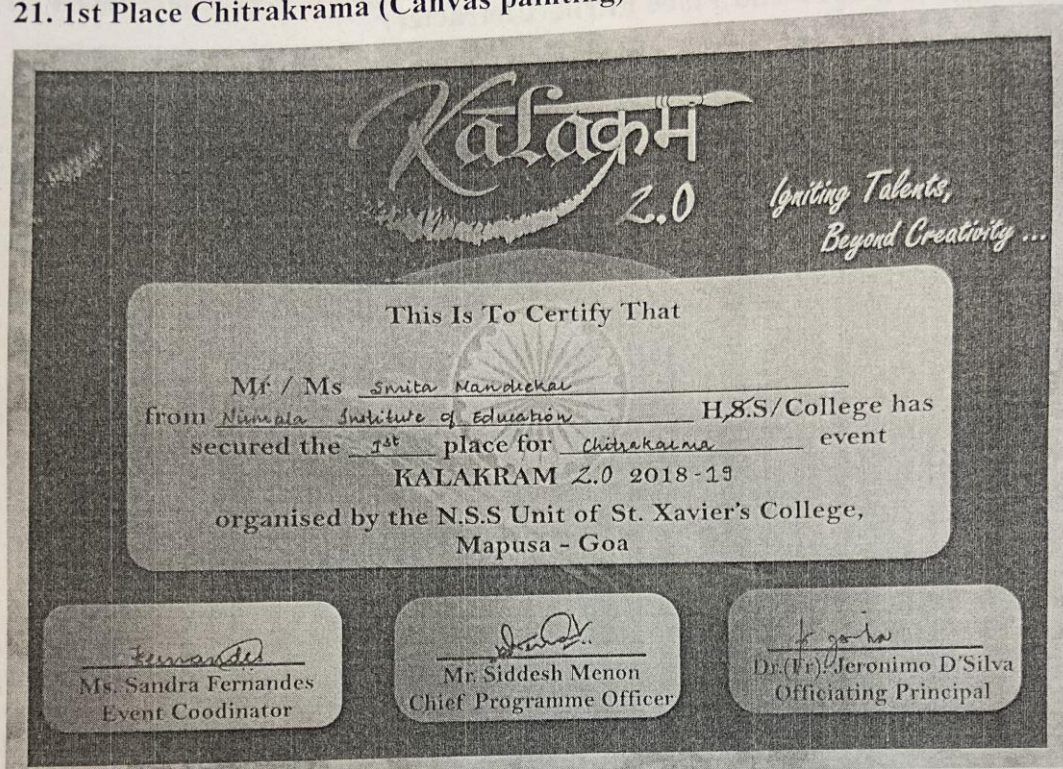 21. 1st Place Chitrakrama (Canvas painting)
Kalaक्रम
2.0
Igniting Talents,
Beyond Creativity ...
This Is To Certify That
Mr / Ms Smita Mandrekar
from Nirmala Institute of Education H.S.S/College has
secured the 1st place for Chitrakarma event
KALAKRAM 2.0 2018-19
organised by the N.S.S Unit of St. Xavier's College,
Mapusa - Goa
Fernandes
Ms. Sandra Fernandes
Event Coodinator
Mr. Siddesh Menon
Chief Programme Officer
Dr.(Fr). Jeronimo D'Silva
Officiating Principal